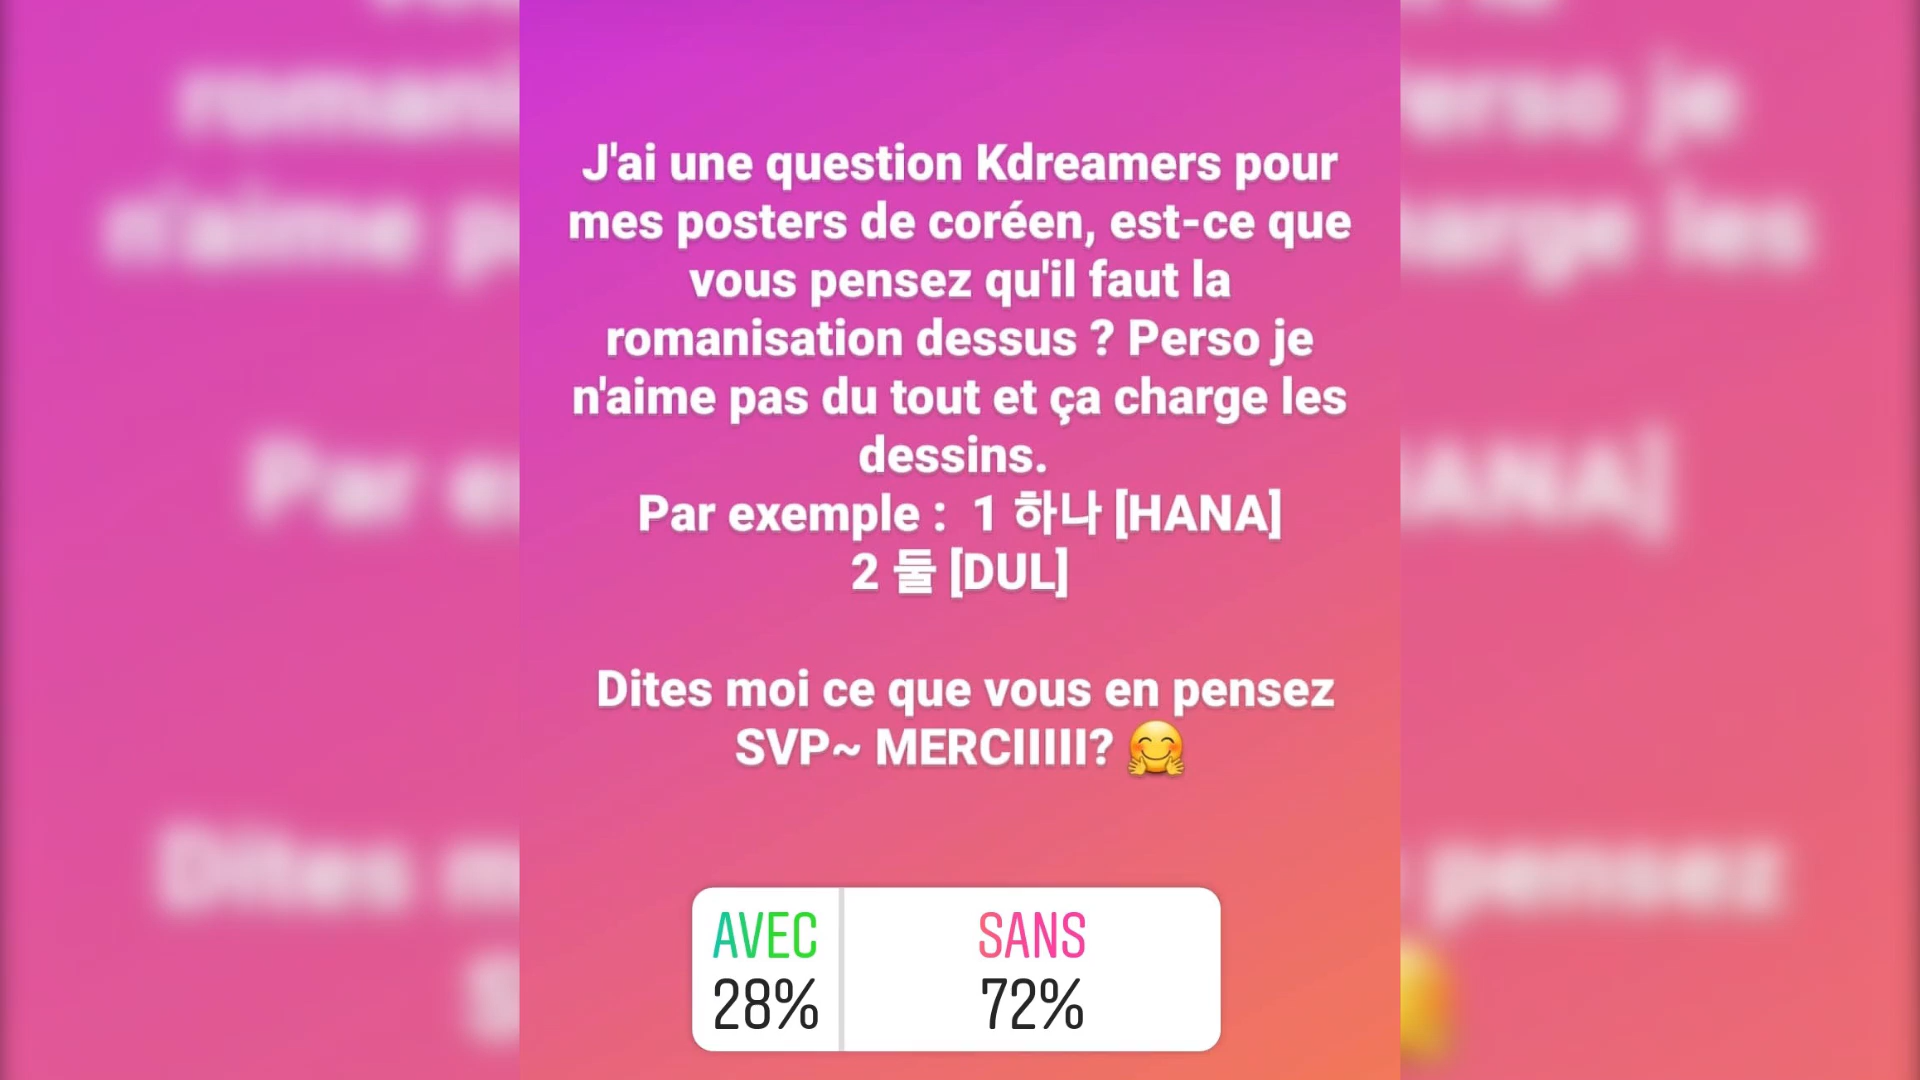 J'ai une question Kdreamers pour
mes posters de coréen, est-ce que
vous pensez qu'il faut la
romanisation dessus ? Perso je
n'aime pas du tout et ça charge les
dessins.
Par exemple : 1 하나 [HANA]
2 둘 [DUL]
Dites moi ce que vous en pensez
SVP~ MERCIIIII? 🤗
AVEC SANS
28% 72%